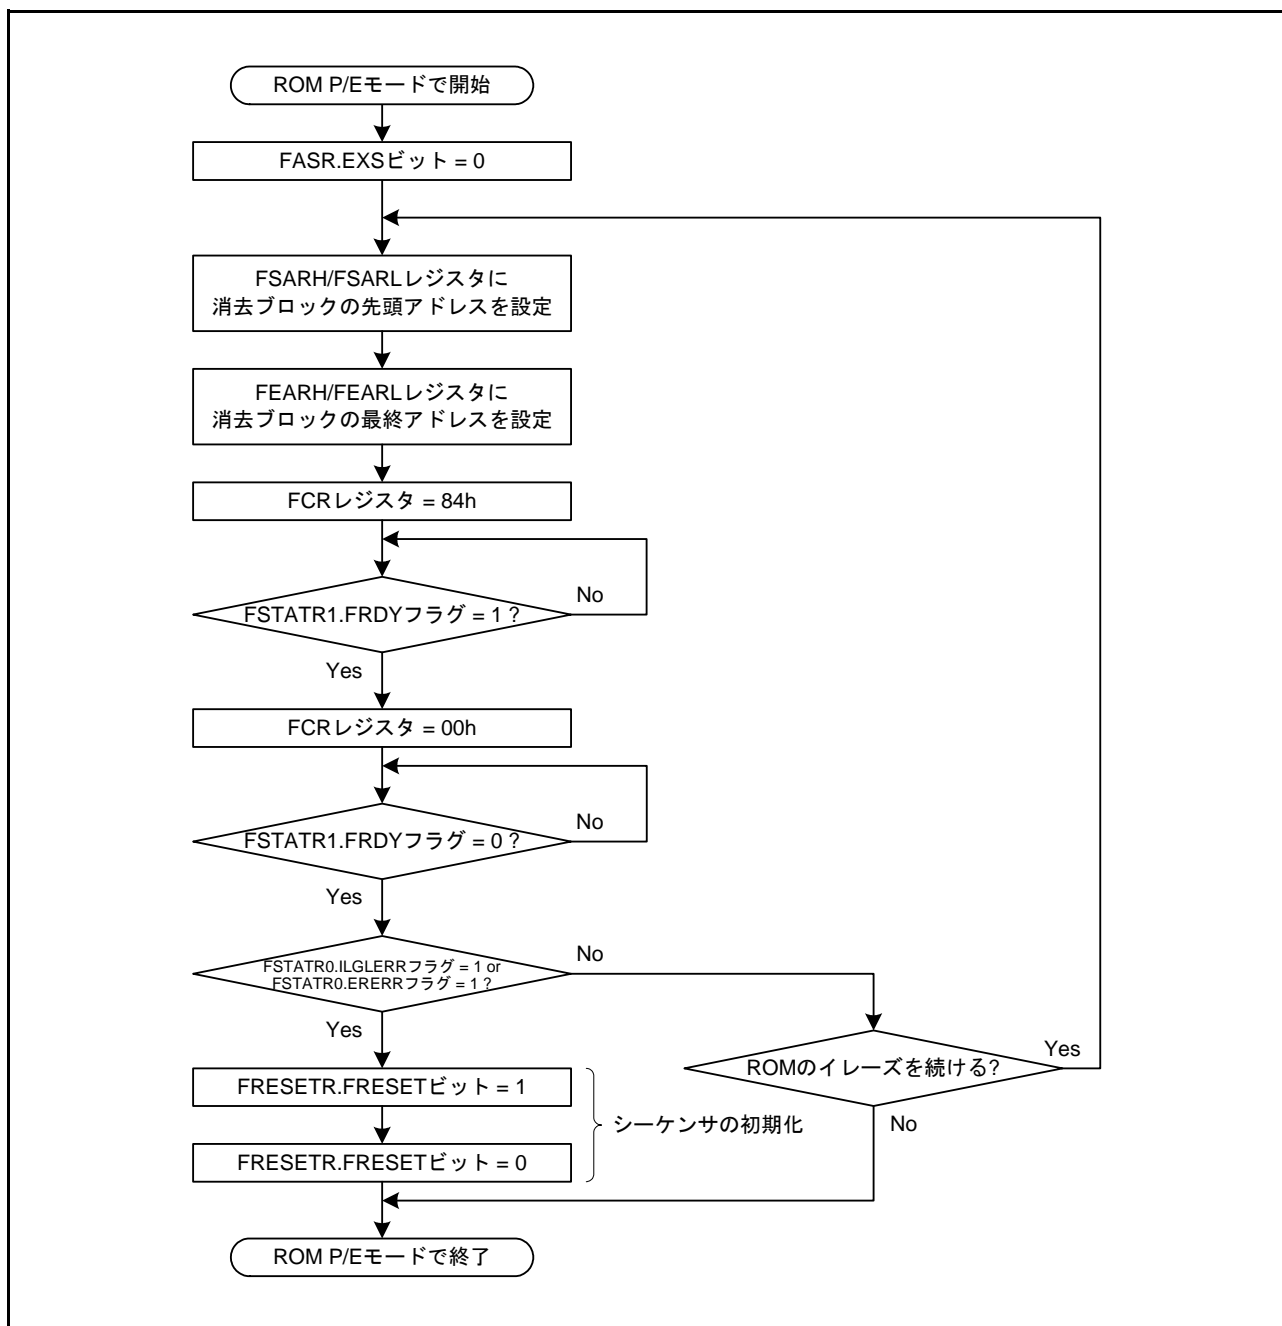 ROM P/Eモードで開始
FASR.EXSビット = 0
FSARH/FSARLレジスタに
消去ブロックの先頭アドレスを設定
FEARH/FEARLレジスタに
消去ブロックの最終アドレスを設定
FCRレジスタ = 84h
FSTATR1.FRDYフラグ = 1 ?
No
Yes
FCRレジスタ = 00h
FSTATR1.FRDYフラグ = 0 ?
No
Yes
FSTATR0.ILGLERRフラグ = 1 or
FSTATR0.ERERRフラグ = 1 ?
No
Yes
ROMのイレーズを続ける?
Yes
No
FRESETR.FRESETビット = 1
シーケンサの初期化
FRESETR.FRESETビット = 0
ROM P/Eモードで終了